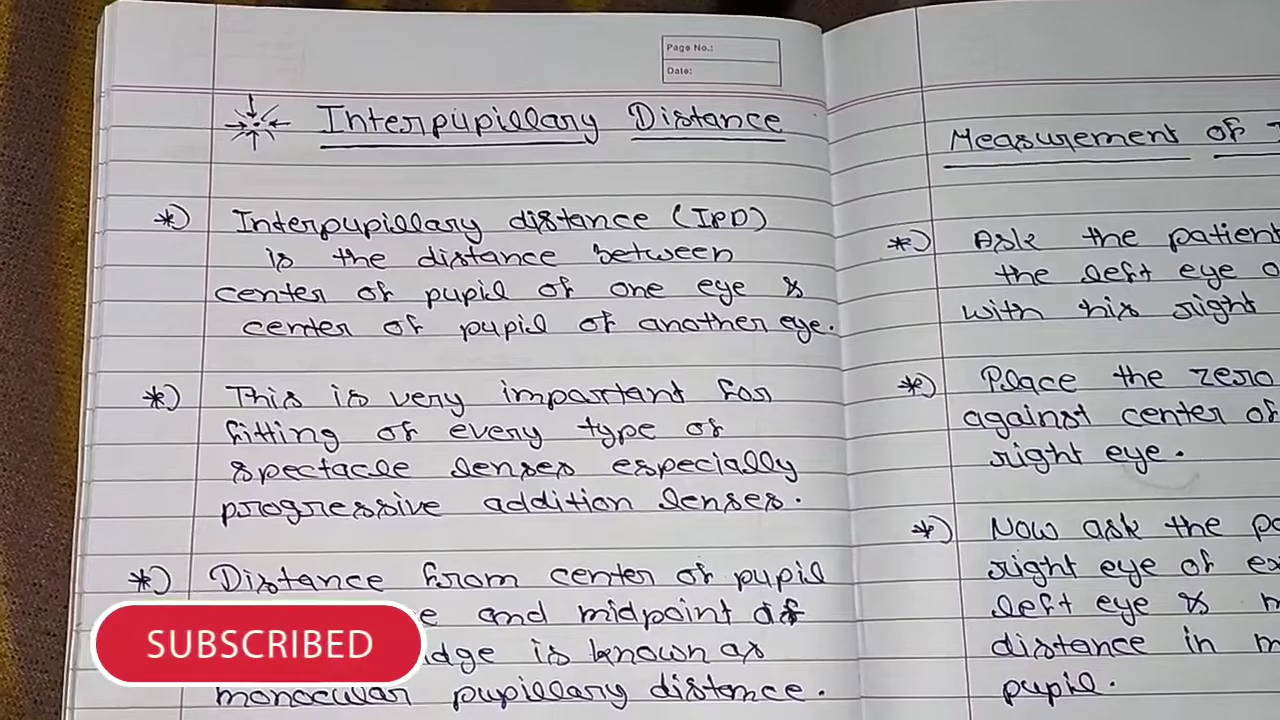 Page No.:
Date:
Interpupillary Distance
*) Interpupillary distance (IPD)
is the distance between
center of pupil of one eye &
center of pupil of another eye.
*) This is very important for
fitting of every type of
spectacle lenses especially
progressive addition lenses.
*) Distance from center of pupil
and midpoint of
is known as
monocular pupillary distance.
SUBSCRIBED
Measurement of
*) Ask the patient
the left eye
with his right
*) Place the zero
against center of
right eye.
*) Now ask the
right eye of
left eye &
distance in
pupil.